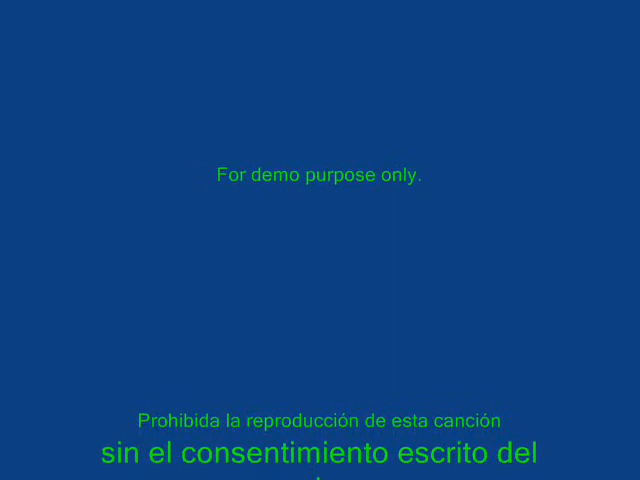 For demo purpose only.
Prohibida la reproducción de esta canción
sin el consentimiento escrito del